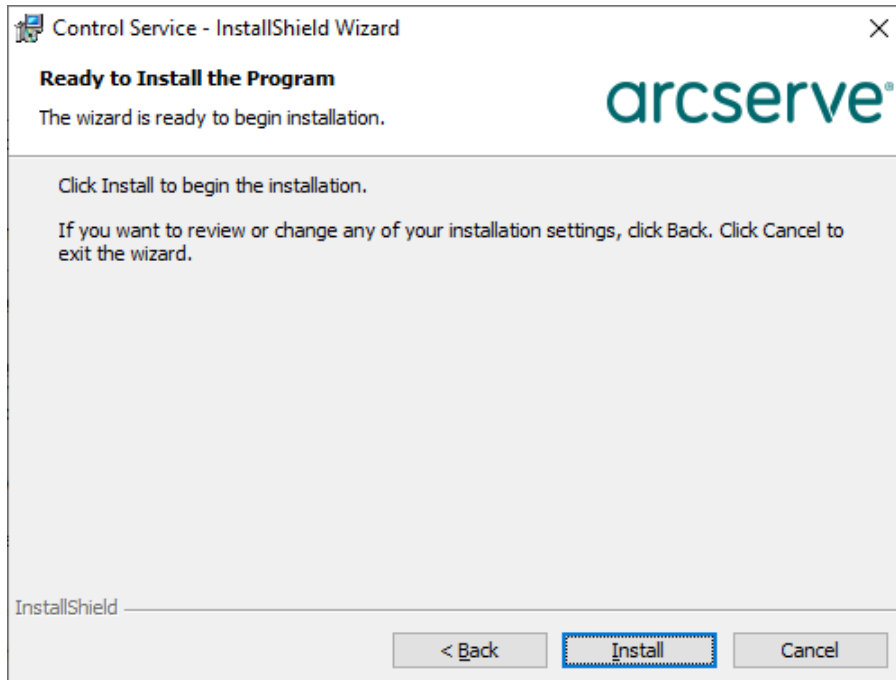 Control Service - InstallShield Wizard
Ready to Install the Program
The wizard is ready to begin installation.
arcserve®
Click Install to begin the installation.
If you want to review or change any of your installation settings, click Back. Click Cancel to
exit the wizard.
InstallShield
< Back
Install
Cancel